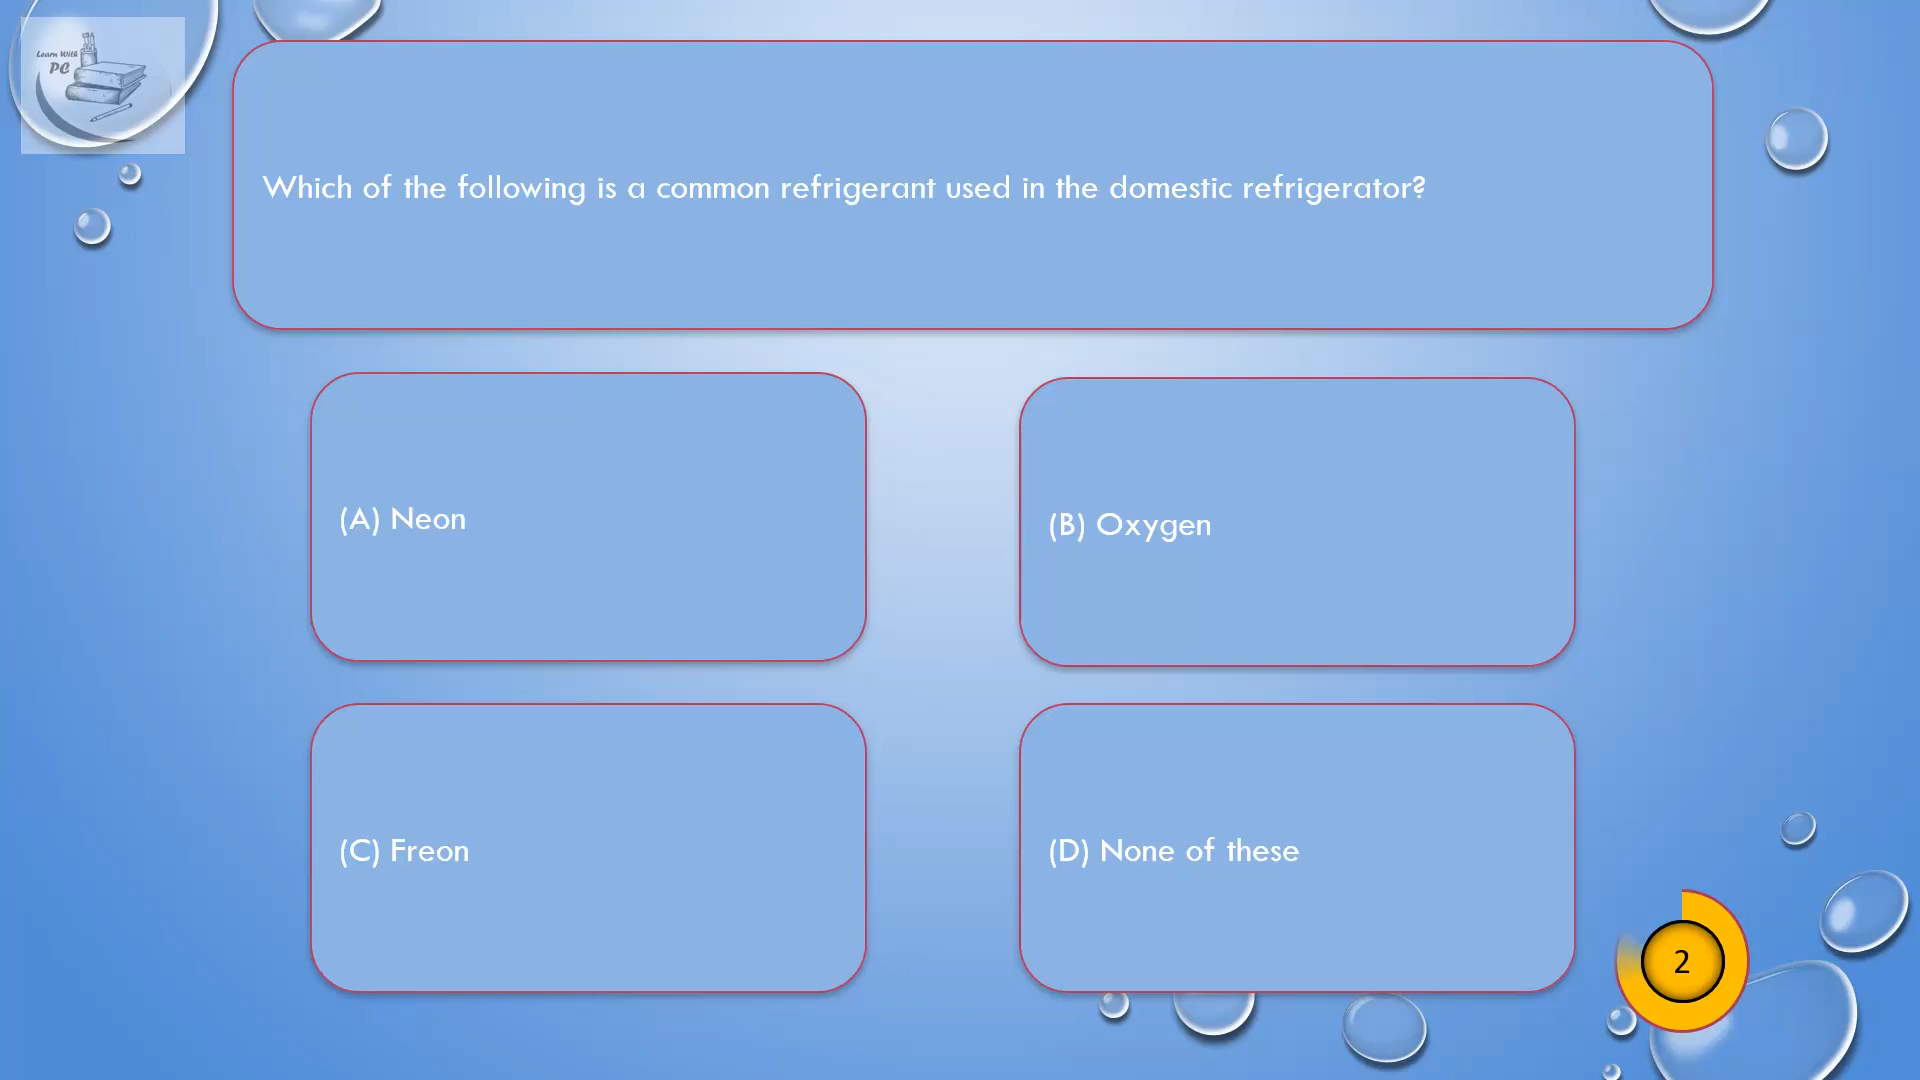 Learn With
PC
Which of the following is a common refrigerant used in the domestic refrigerator?
(A) Neon
(B) Oxygen
(C) Freon
(D) None of these
2